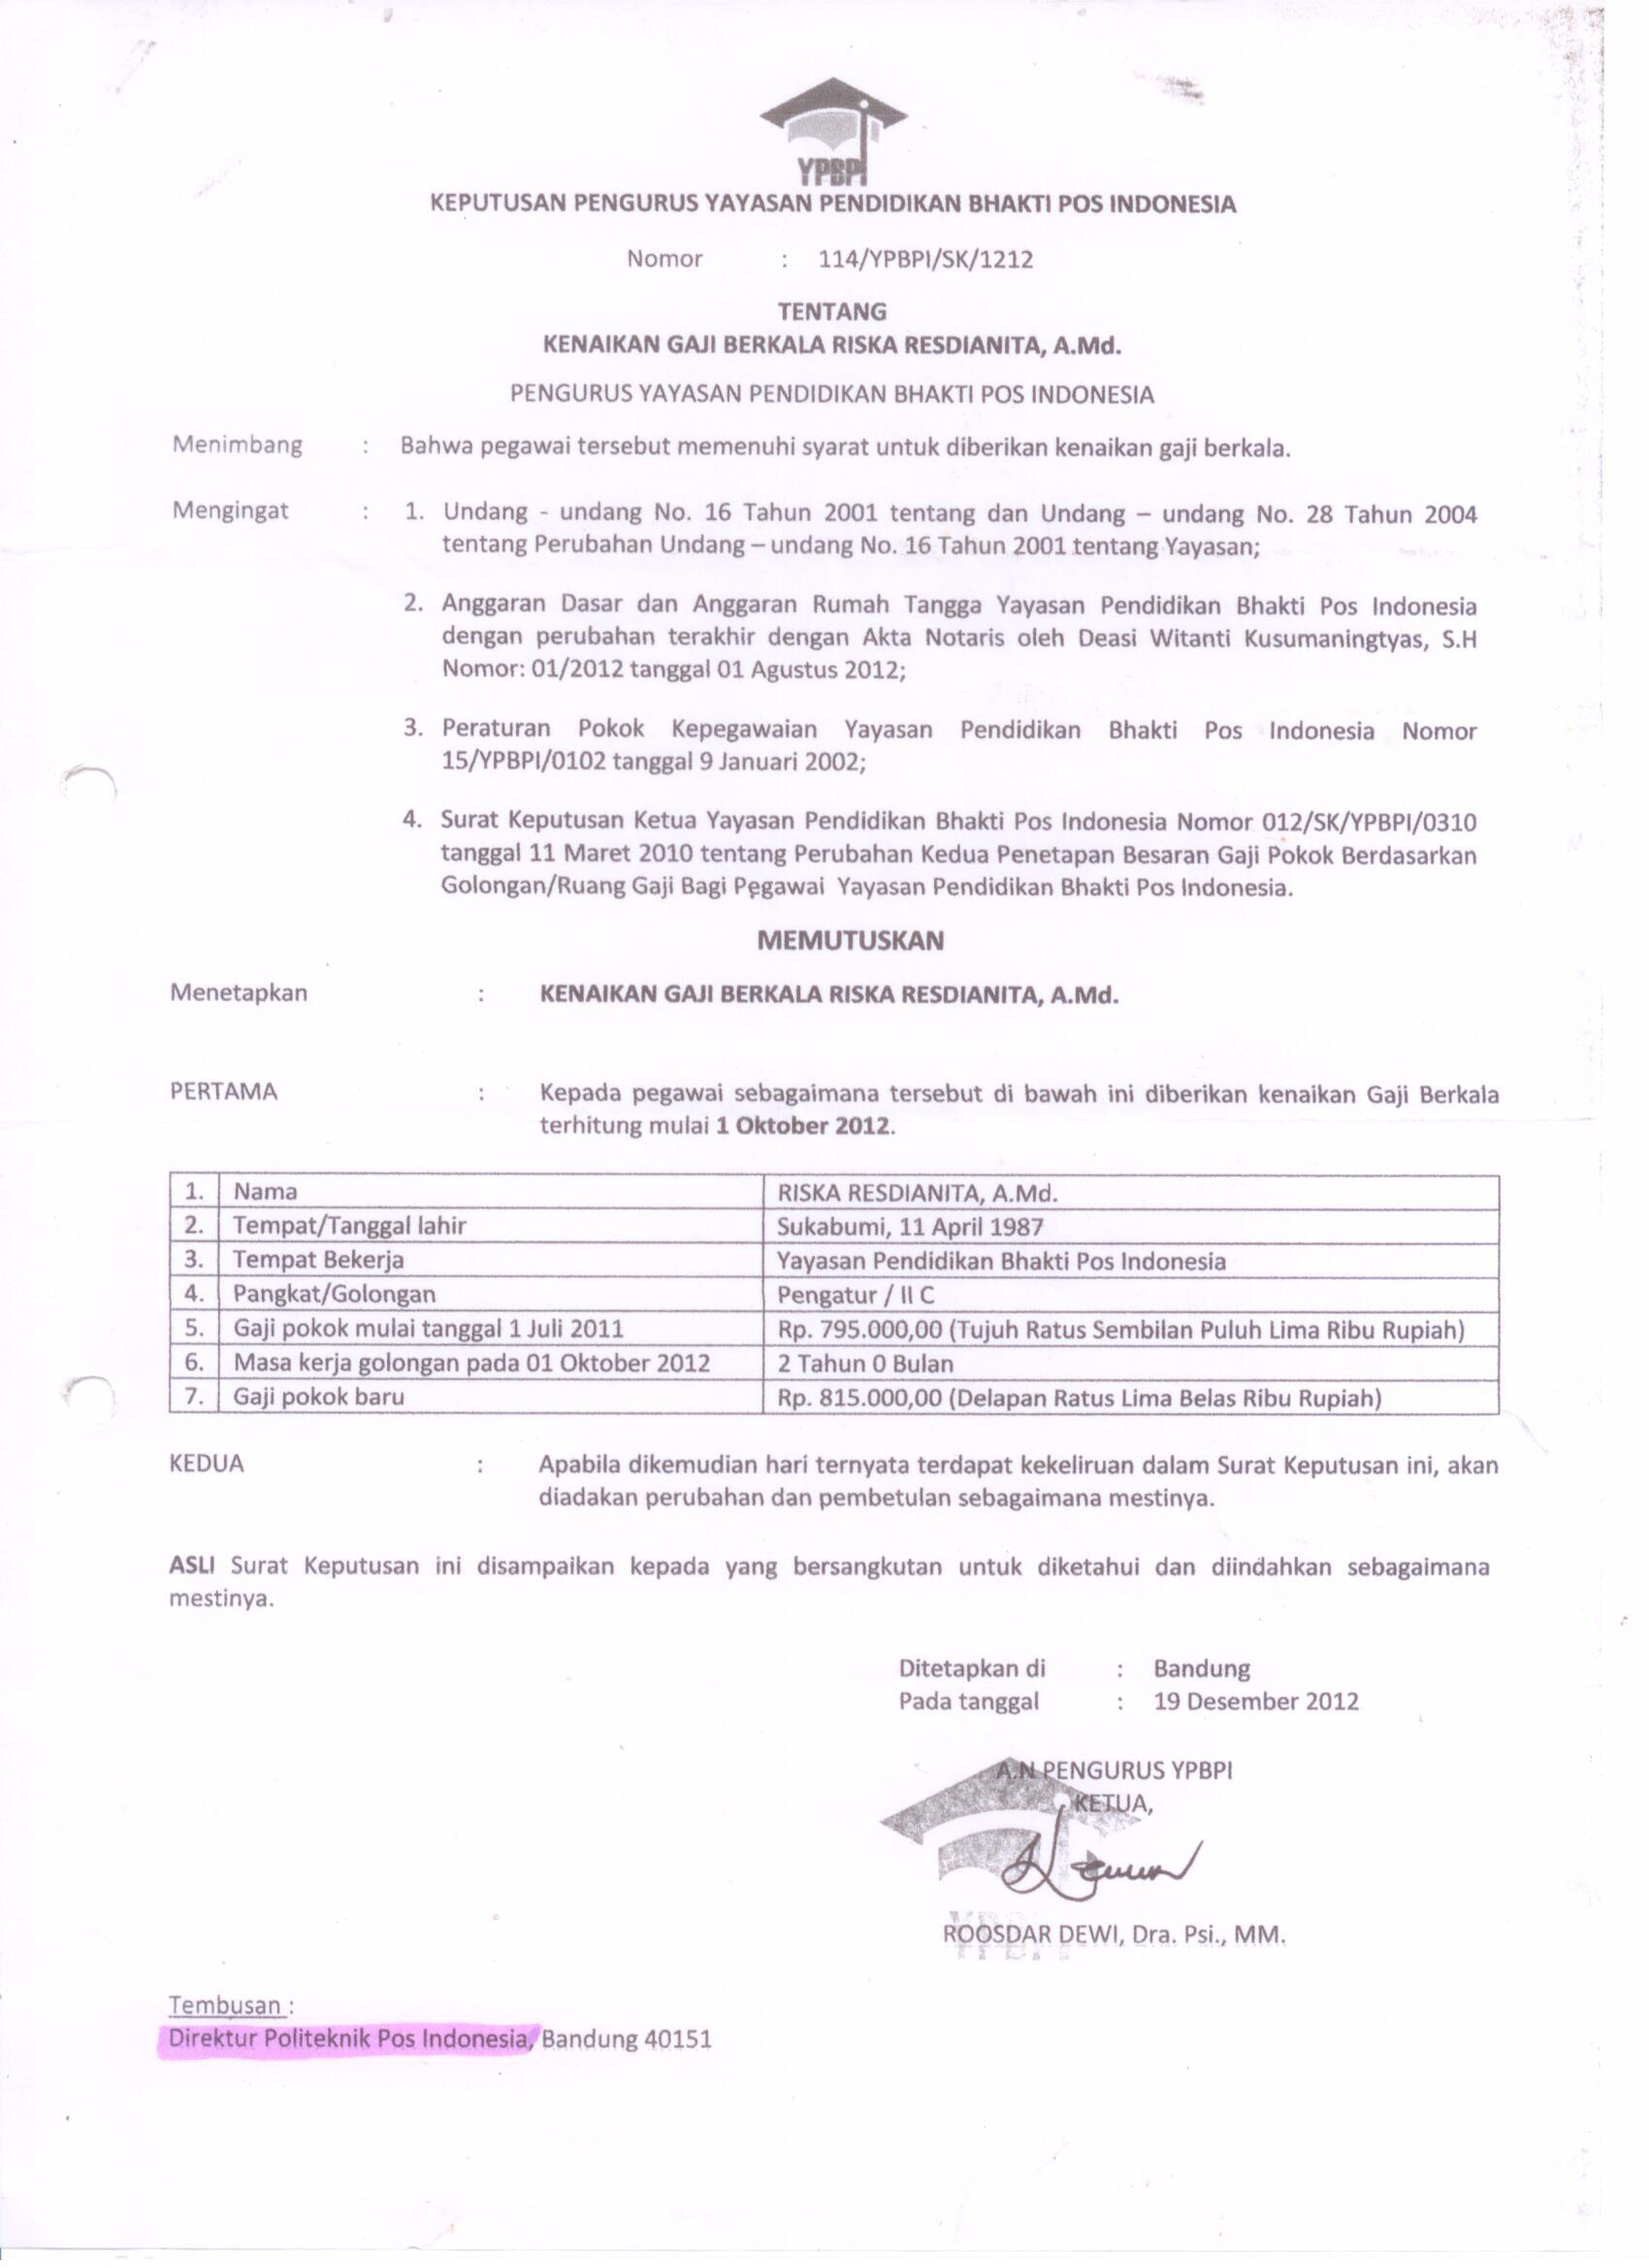 YPBPI
KEPUTUSAN PENGURUS YAYASAN PENDIDIKAN BHAKTI POS INDONESIA
Nomor : 114/YPBPI/SK/1212
TENTANG
KENAIKAN GAJI BERKALA RISKA RESDIANITA, A.Md.
PENGURUS YAYASAN PENDIDIKAN BHAKTI POS INDONESIA
Menimbang : Bahwa pegawai tersebut memenuhi syarat untuk diberikan kenaikan gaji berkala.
Mengingat : 1. Undang - undang No. 16 Tahun 2001 tentang dan Undang – undang No. 28 Tahun 2004
tentang Perubahan Undang – undang No. 16 Tahun 2001 tentang Yayasan;
2. Anggaran Dasar dan Anggaran Rumah Tangga Yayasan Pendidikan Bhakti Pos Indonesia
dengan perubahan terakhir dengan Akta Notaris oleh Deasi Witanti Kusumaningtyas, S.H
Nomor: 01/2012 tanggal 01 Agustus 2012;
3. Peraturan Pokok Kepegawaian Yayasan Pendidikan Bhakti Pos Indonesia Nomor
15/YPBPI/0102 tanggal 9 Januari 2002;
4. Surat Keputusan Ketua Yayasan Pendidikan Bhakti Pos Indonesia Nomor 012/SK/YPBPI/0310
tanggal 11 Maret 2010 tentang Perubahan Kedua Penetapan Besaran Gaji Pokok Berdasarkan
Golongan/Ruang Gaji Bagi Pegawai Yayasan Pendidikan Bhakti Pos Indonesia.
MEMUTUSKAN
Menetapkan : KENAIKAN GAJI BERKALA RISKA RESDIANITA, A.Md.
PERTAMA : Kepada pegawai sebagaimana tersebut di bawah ini diberikan kenaikan Gaji Berkala
terhitung mulai 1 Oktober 2012.
1. Nama RISKA RESDIANITA, A.Md.
2. Tempat/Tanggal lahir Sukabumi, 11 April 1987
3. Tempat Bekerja Yayasan Pendidikan Bhakti Pos Indonesia
4. Pangkat/Golongan Pengatur / II C
5. Gaji pokok mulai tanggal 1 Juli 2011 Rp. 795.000,00 (Tujuh Ratus Sembilan Puluh Lima Ribu Rupiah)
6. Masa kerja golongan pada 01 Oktober 2012 2 Tahun 0 Bulan
7. Gaji pokok baru Rp. 815.000,00 (Delapan Ratus Lima Belas Ribu Rupiah)
KEDUA : Apabila dikemudian hari ternyata terdapat kekeliruan dalam Surat Keputusan ini, akan
diadakan perubahan dan pembetulan sebagaimana mestinya.
ASLI Surat Keputusan ini disampaikan kepada yang bersangkutan untuk diketahui dan diindahkan sebagaimana
mestinya.
Ditetapkan di : Bandung
Pada tanggal : 19 Desember 2012
A.N PENGURUS YPBPI
KETUA,
ROOSDAR DEWI, Dra. Psi., MM.
Tembusan :
Direktur Politeknik Pos Indonesia, Bandung 40151